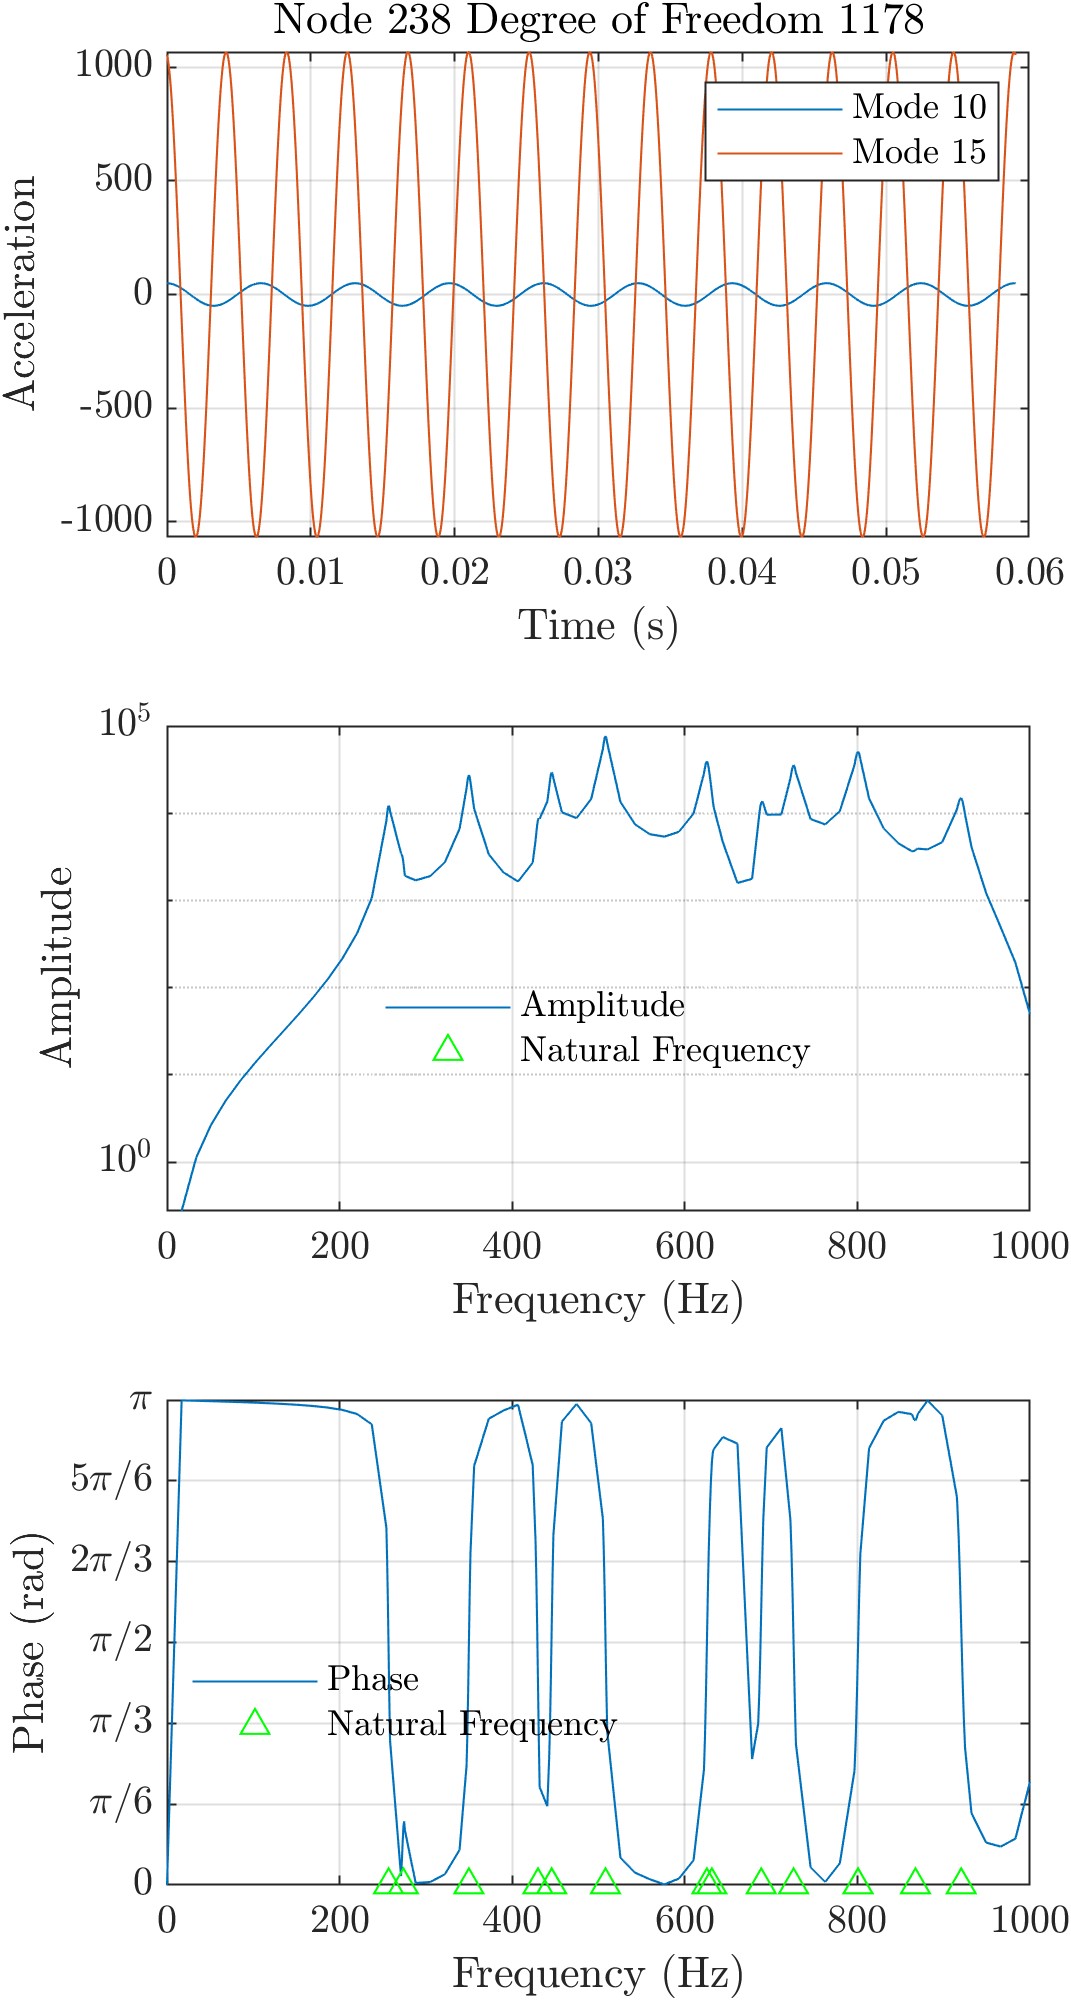 Node 238 Degree of Freedom 1178
1000
500
0
-500
-1000
Acceleration
Mode 10
Mode 15
0 0.01 0.02 0.03 0.04 0.05 0.06
Time (s)
10^5
10^0
Amplitude
Amplitude
Natural Frequency
0 200 400 600 800 1000
Frequency (Hz)
π
5π/6
2π/3
π/2
π/3
π/6
0
Phase (rad)
Phase
Natural Frequency
0 200 400 600 800 1000
Frequency (Hz)